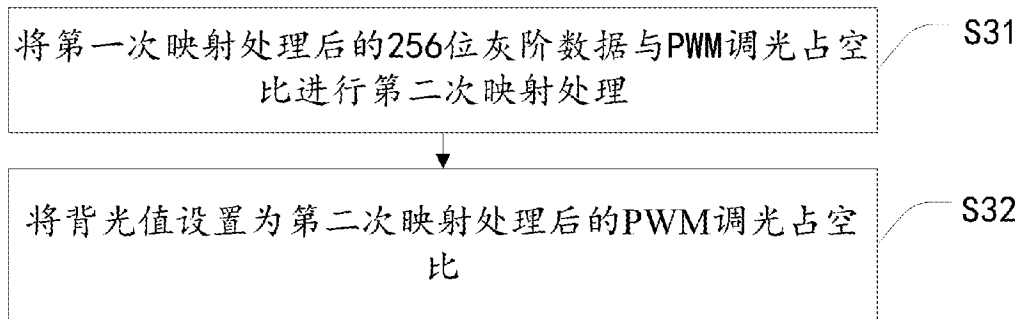 将第一次映射处理后的256位灰阶数据与PWM调光占空
比进行第二次映射处理
S31
将背光值设置为第二次映射处理后的PWM调光占空
比
S32